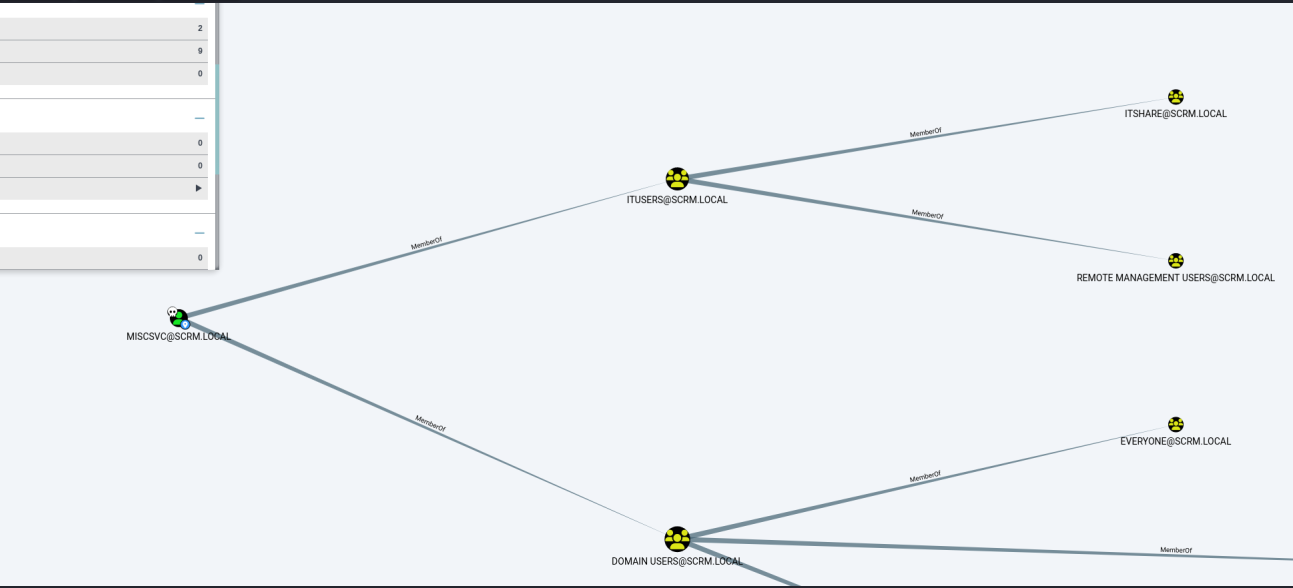 2
9
0
0
0
0
MemberOf
ITSHARE@SCRM.LOCAL
ITUSERS@SCRM.LOCAL
MemberOf
REMOTE MANAGEMENT USERS@SCRM.LOCAL
MemberOf
MISCSVC@SCRM.LOCAL
MemberOf
EVERYONE@SCRM.LOCAL
MemberOf
MemberOf
DOMAIN USERS@SCRM.LOCAL